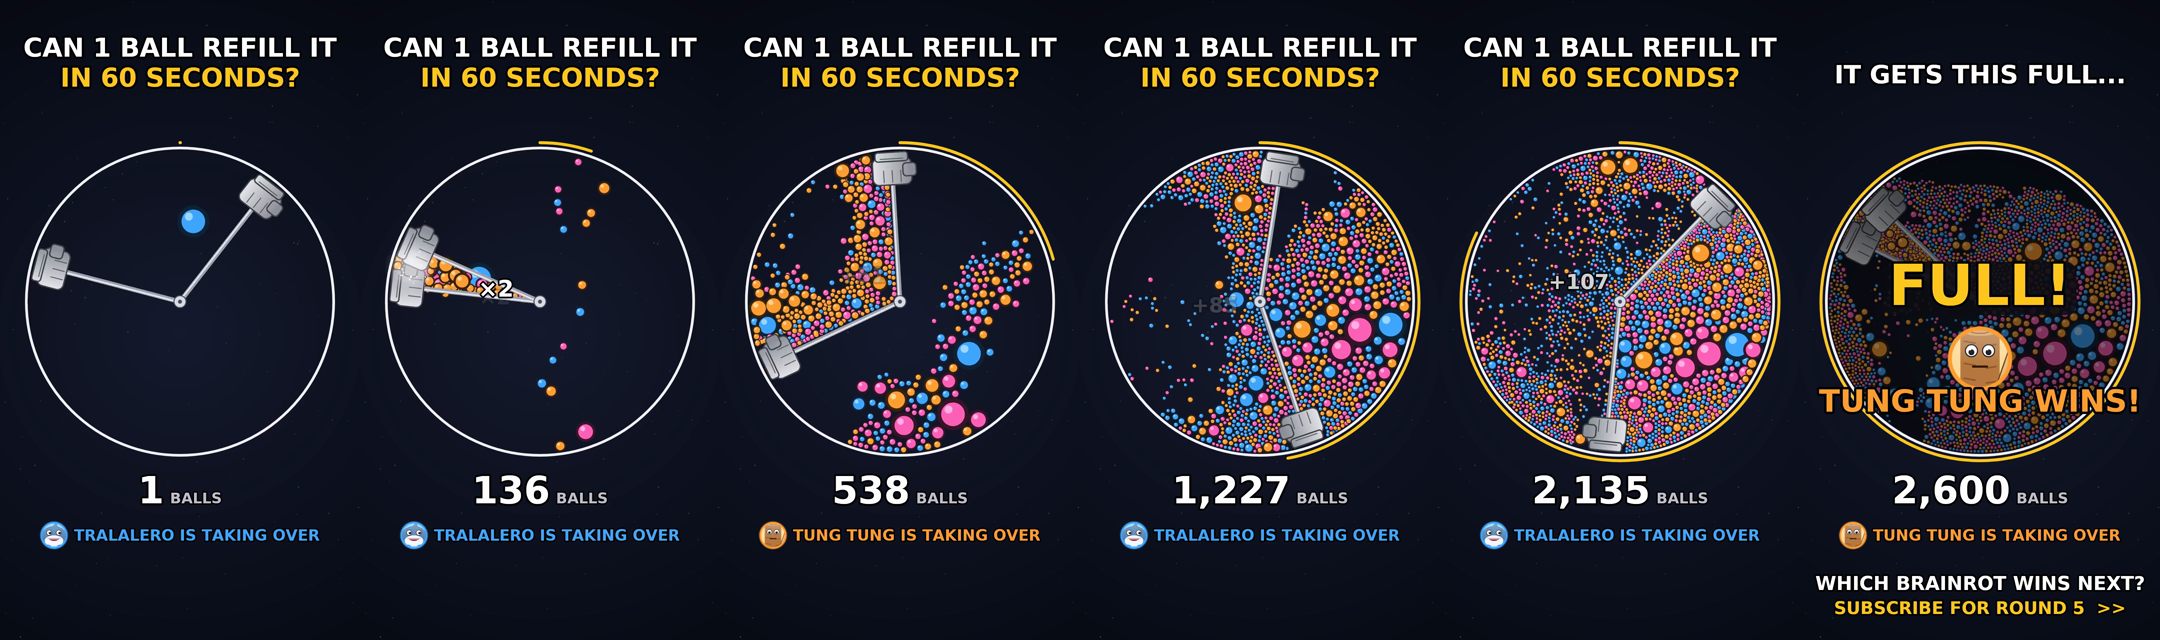 CAN 1 BALL REFILL IT
IN 60 SECONDS?
1 BALLS
TRALALERO IS TAKING OVER
CAN 1 BALL REFILL IT
IN 60 SECONDS?
×2
136 BALLS
TRALALERO IS TAKING OVER
CAN 1 BALL REFILL IT
IN 60 SECONDS?
538 BALLS
TUNG TUNG IS TAKING OVER
CAN 1 BALL REFILL IT
IN 60 SECONDS?
1,227 BALLS
TRALALERO IS TAKING OVER
CAN 1 BALL REFILL IT
IN 60 SECONDS?
+107
2,135 BALLS
TRALALERO IS TAKING OVER
IT GETS THIS FULL...
FULL!
TUNG TUNG WINS!
2,600 BALLS
TUNG TUNG IS TAKING OVER
WHICH BRAINROT WINS NEXT?
SUBSCRIBE FOR ROUND 5 >>